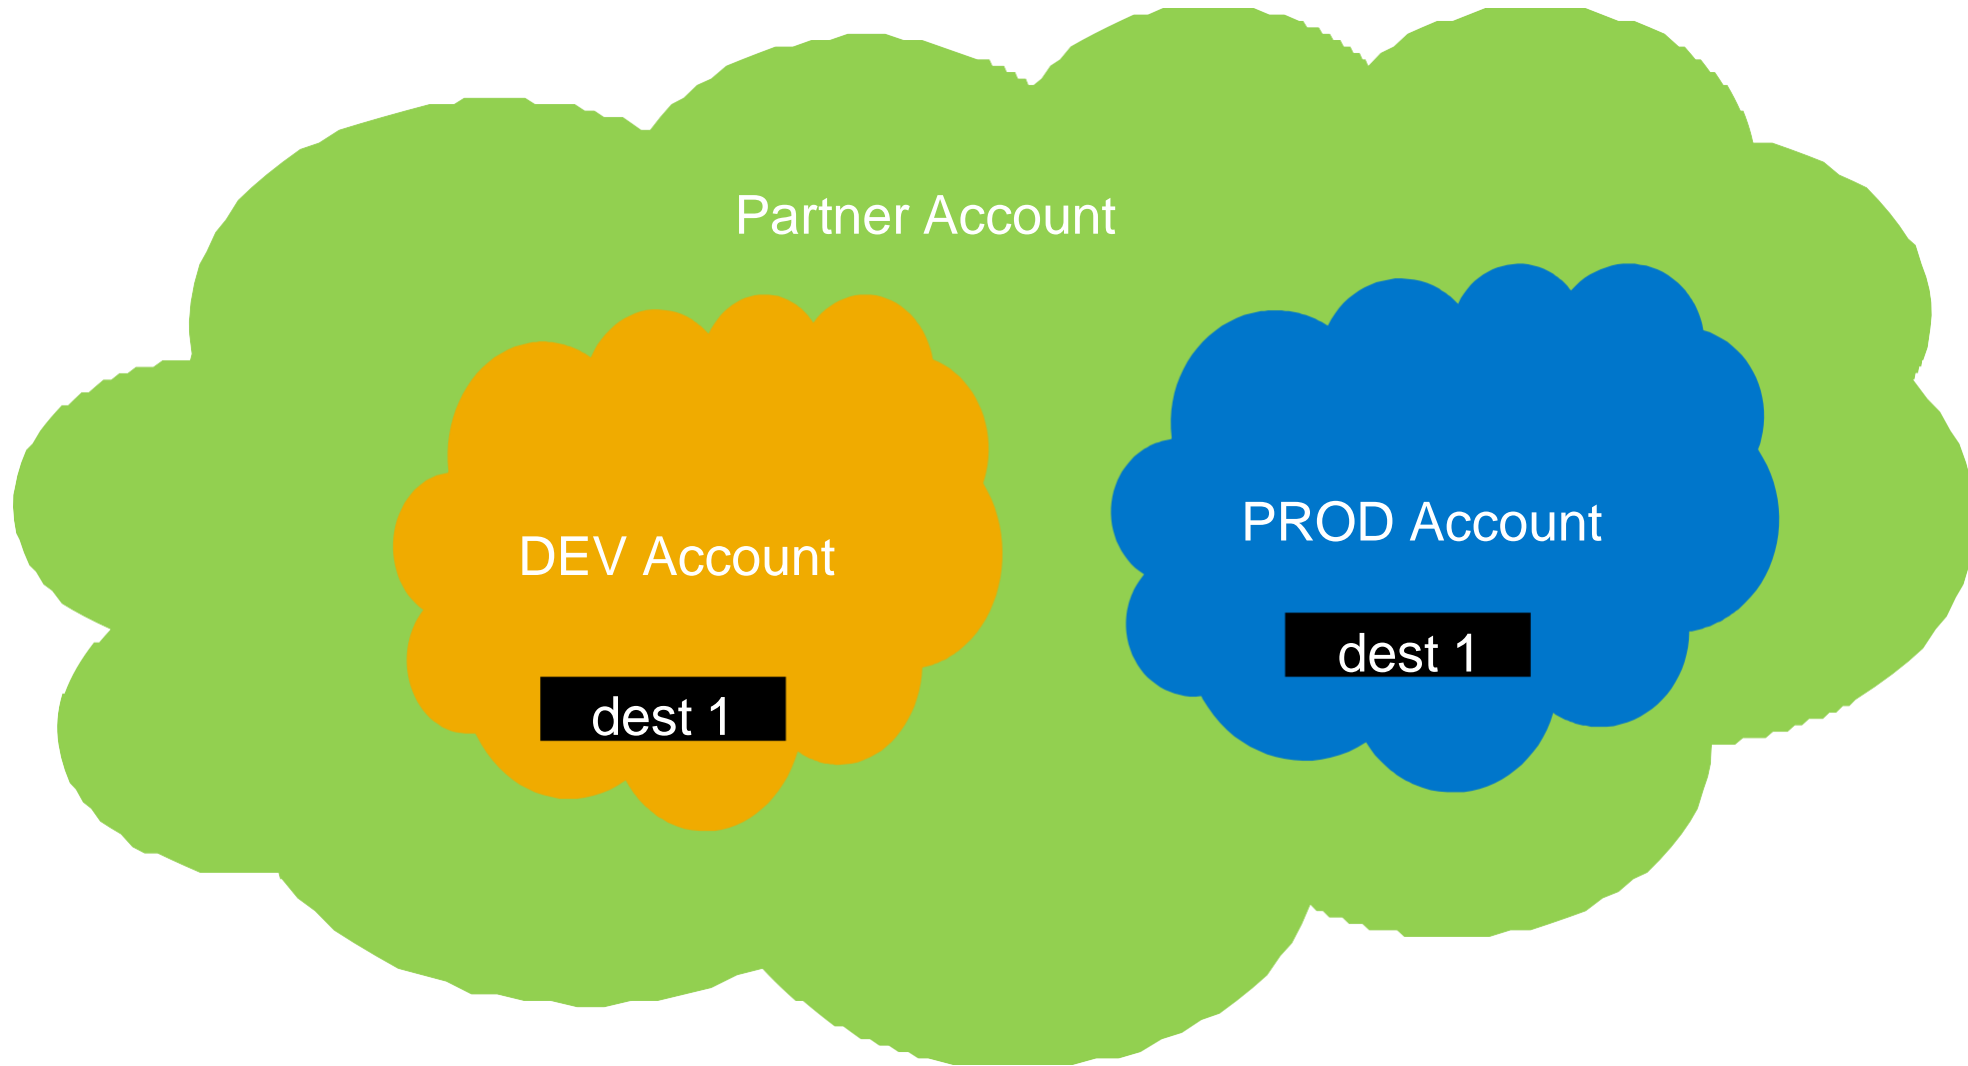 Partner Account
DEV Account
dest 1
PROD Account
dest 1